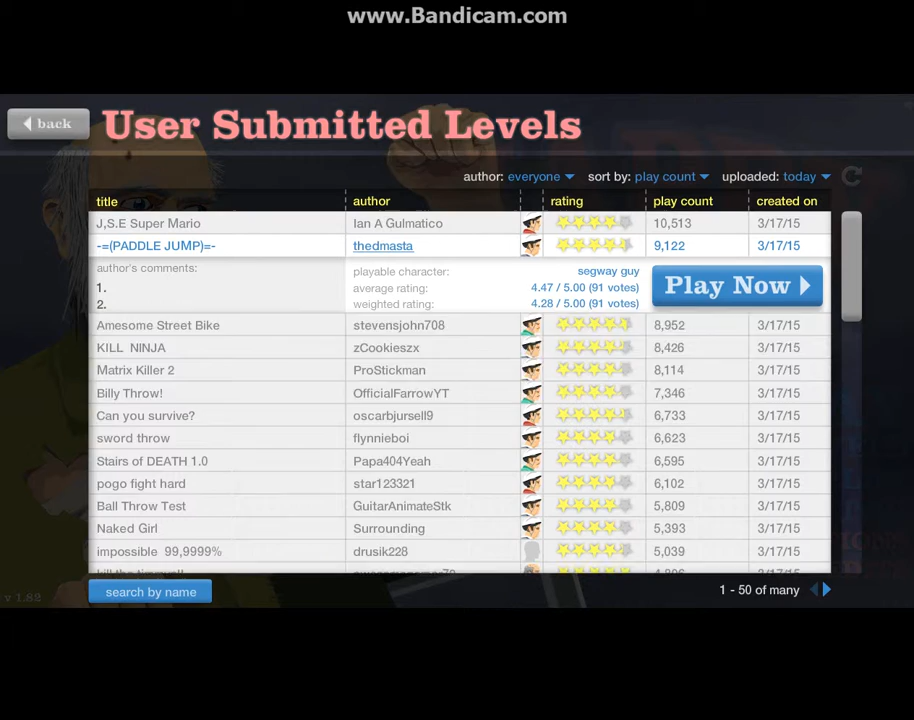 www.Bandicam.com
back
User Submitted Levels
author: everyone sort by: play count uploaded: today
title author rating play count created on
J,S.E Super Mario Ian A Gulmatico 10,513 3/17/15
-=(PADDLE JUMP)=- thedmasta 9,122 3/17/15
author's comments:
1.
2.
playable character: segway guy
average rating: 4.47 / 5.00 (91 votes)
weighted rating: 4.28 / 5.00 (91 votes)
Play Now
Amesome Street Bike stevensjohn708 8,952 3/17/15
KILL NINJA zCookieszx 8,426 3/17/15
Matrix Killer 2 ProStickman 8,114 3/17/15
Billy Throw! OfficialFarrowYT 7,346 3/17/15
Can you survive? oscarbjursell9 6,733 3/17/15
sword throw flynnieboi 6,623 3/17/15
Stairs of DEATH 1.0 Papa404Yeah 6,595 3/17/15
pogo fight hard star123321 6,102 3/17/15
Ball Throw Test GuitarAnimateStk 5,809 3/17/15
Naked Girl Surrounding 5,393 3/17/15
impossible 99,9999% drusik228 5,039 3/17/15
search by name
1 - 50 of many
v 1.82